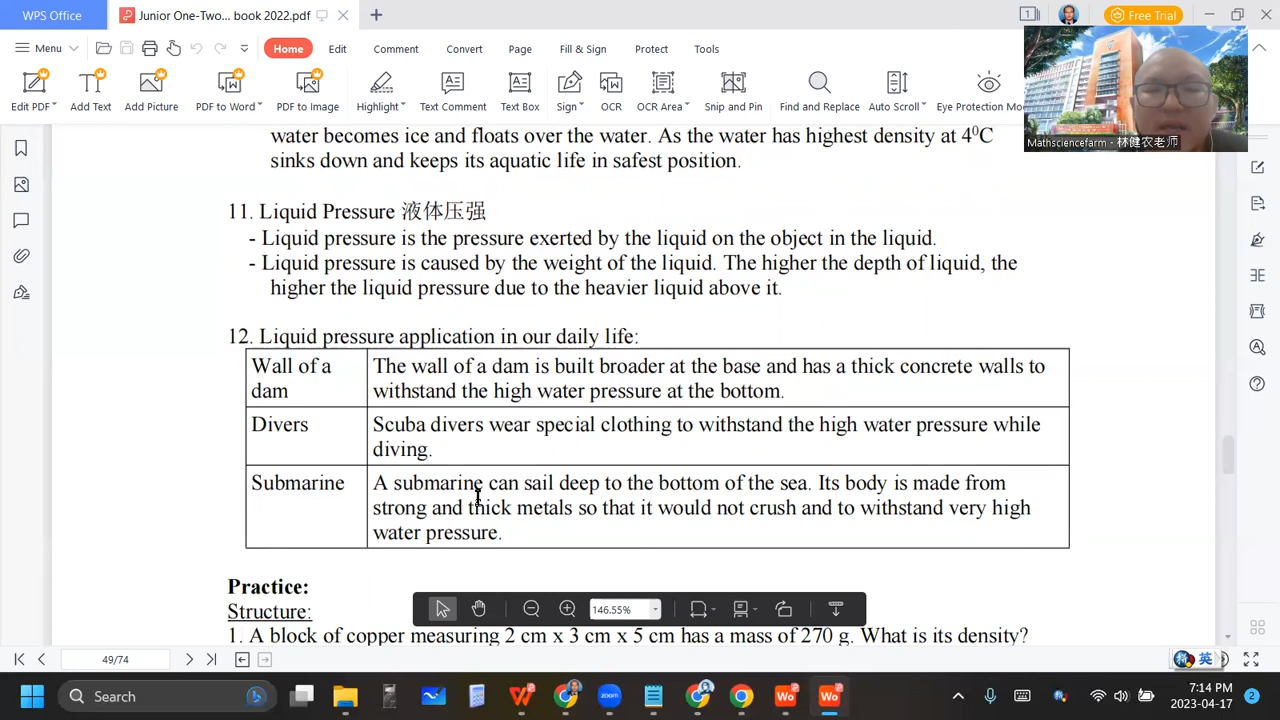 WPS Office
Junior One-Two... book 2022.pdf
1
Free Trial
Menu
Home
Edit
Comment
Convert
Page
Fill & Sign
Protect
Tools
Edit PDF
Add Text
Add Picture
PDF to Word
PDF to Image
Highlight
Text Comment
Text Box
Sign
OCR
OCR Area
Snip and Pin
Find and Replace
Auto Scroll
Eye Protection Mo
Mathsciencefarm - 林健农老师
water becomes ice and floats over the water. As the water has highest density at 4⁰C
sinks down and keeps its aquatic life in safest position.
11. Liquid Pressure 液体压强
- Liquid pressure is the pressure exerted by the liquid on the object in the liquid.
- Liquid pressure is caused by the weight of the liquid. The higher the depth of liquid, the
higher the liquid pressure due to the heavier liquid above it.
12. Liquid pressure application in our daily life:
Wall of a
dam
The wall of a dam is built broader at the base and has a thick concrete walls to
withstand the high water pressure at the bottom.
Divers
Scuba divers wear special clothing to withstand the high water pressure while
diving.
Submarine
A submarine can sail deep to the bottom of the sea. Its body is made from
strong and thick metals so that it would not crush and to withstand very high
water pressure.
Practice:
Structure:
1. A block of copper measuring 2 cm x 3 cm x 5 cm has a mass of 270 g. What is its density?
146.55%
49/74
英
Search
zoom
Wo
Wo
7:14 PM
2023-04-17
2